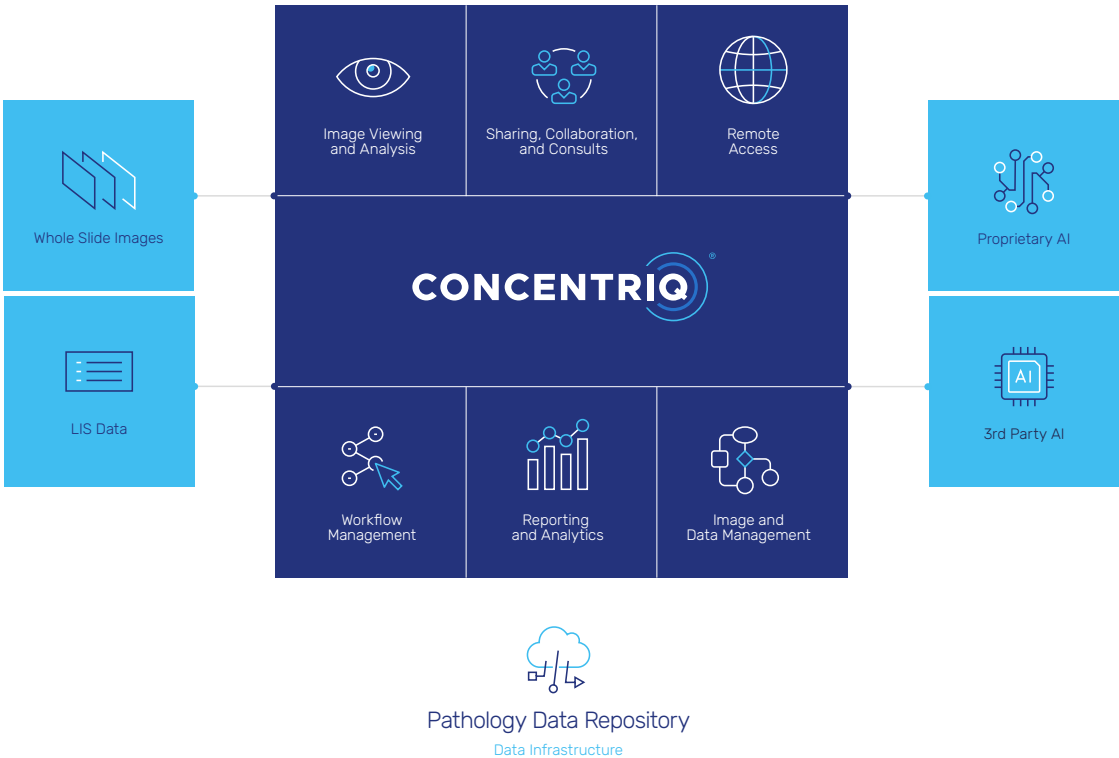 Image Viewing
and Analysis
Sharing, Collaboration,
and Consults
Remote
Access
Whole Slide Images
Proprietary AI
CONCENTRIQ®
LIS Data
AI
3rd Party AI
Workflow
Management
Reporting
and Analytics
Image and
Data Management
Pathology Data Repository
Data Infrastructure